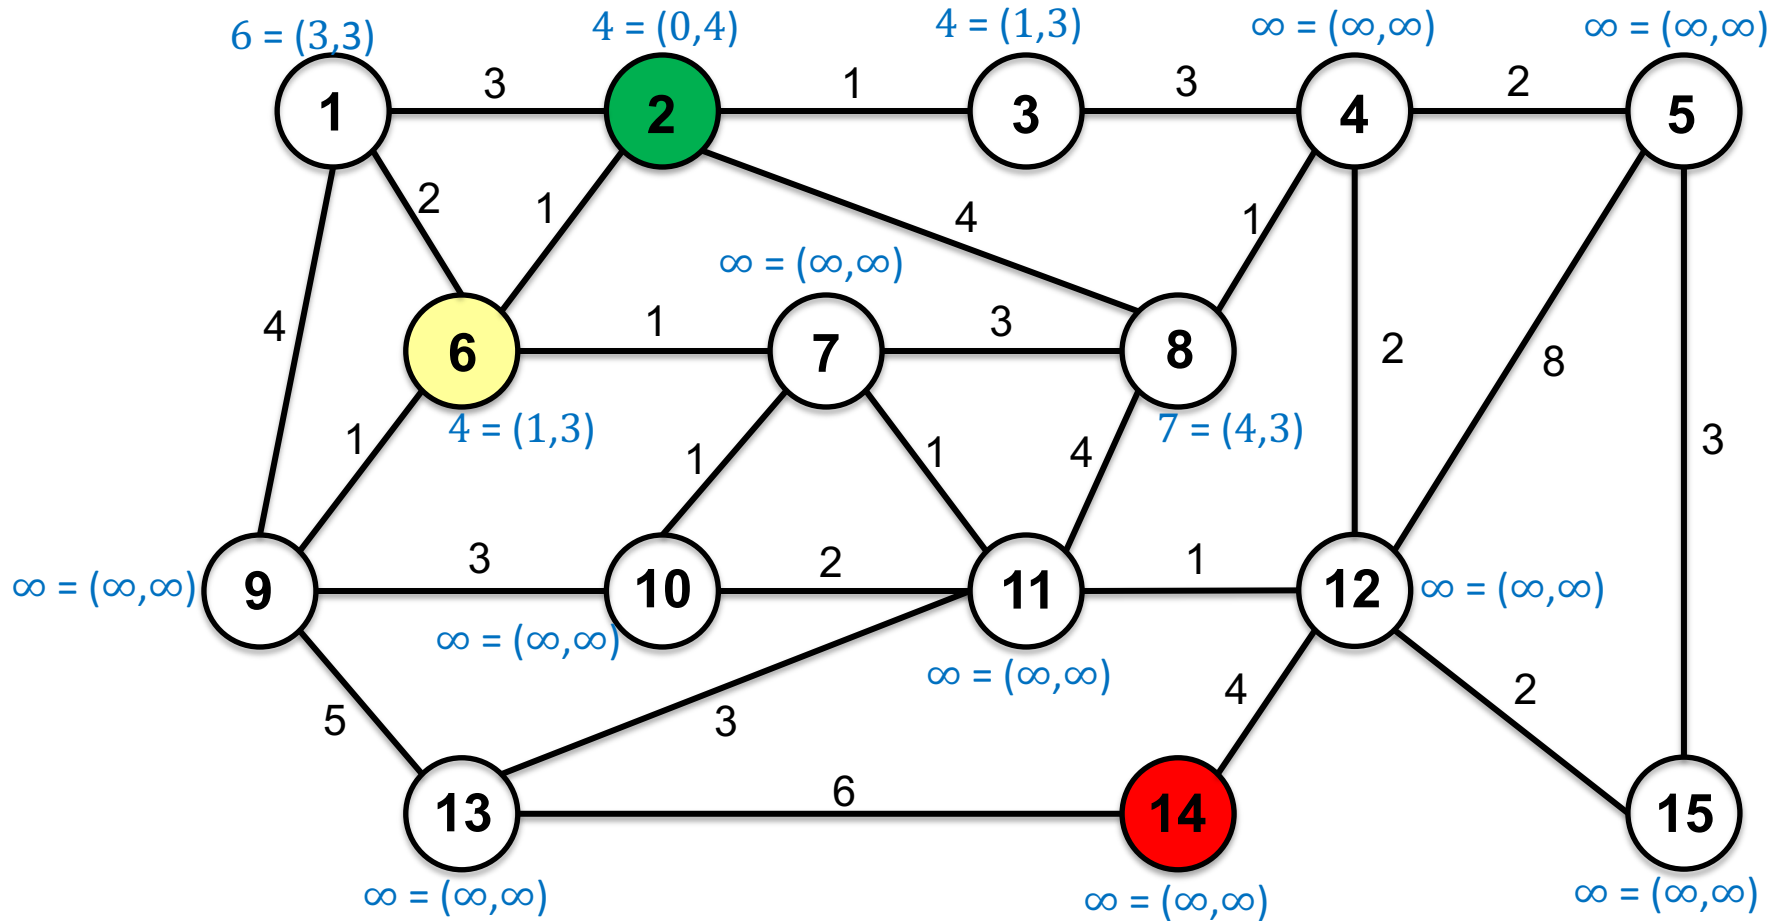 6 = (3,3)
4 = (0,4)
4 = (1,3)
∞ = (∞,∞)
∞ = (∞,∞)
1
3
2
1
3
3
4
2
5
2
1
4
1
∞ = (∞,∞)
4
6
1
7
3
8
2
8
4 = (1,3)
7 = (4,3)
1
1
1
4
3
9
3
10
2
11
1
12
∞ = (∞,∞)
∞ = (∞,∞)
∞ = (∞,∞)
∞ = (∞,∞)
5
3
4
2
13
6
14
15
∞ = (∞,∞)
∞ = (∞,∞)
∞ = (∞,∞)